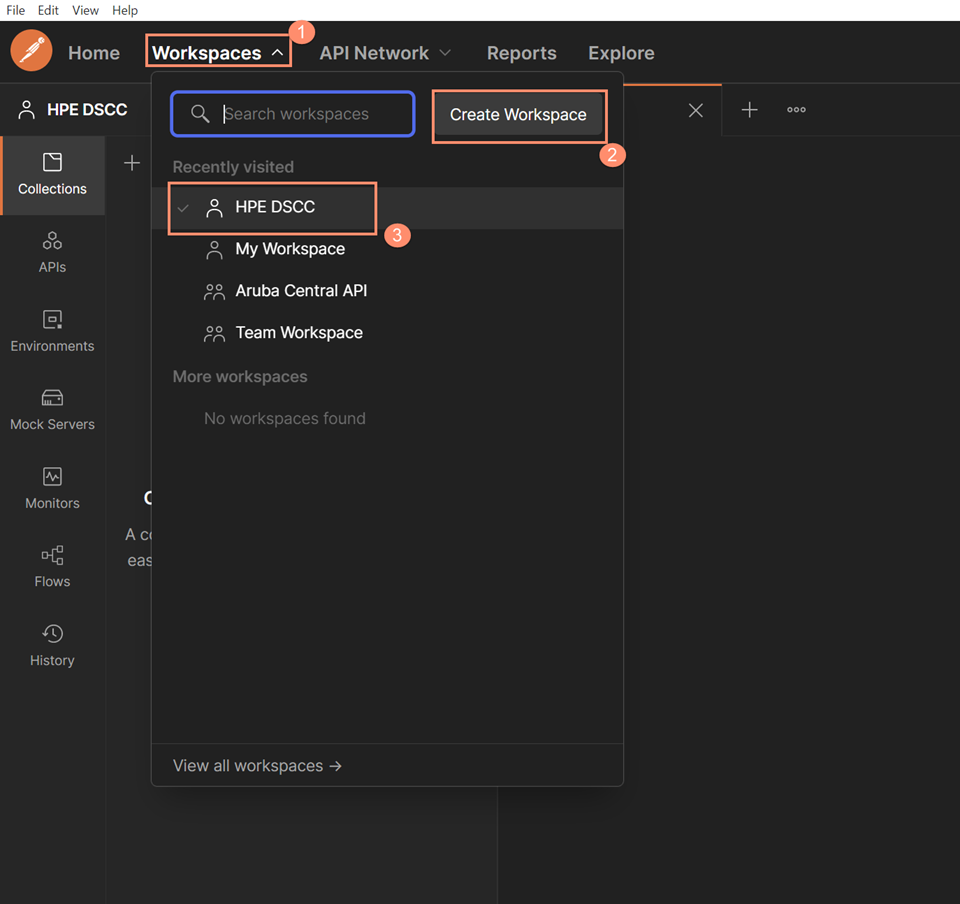 File Edit View Help
1
Home Workspaces API Network Reports Explore
HPE DSCC
Search workspaces
Create Workspace
2
Recently visited
HPE DSCC
3
My Workspace
Aruba Central API
Team Workspace
More workspaces
No workspaces found
View all workspaces →
Collections
APIs
Environments
Mock Servers
Monitors
Flows
History
A
eas